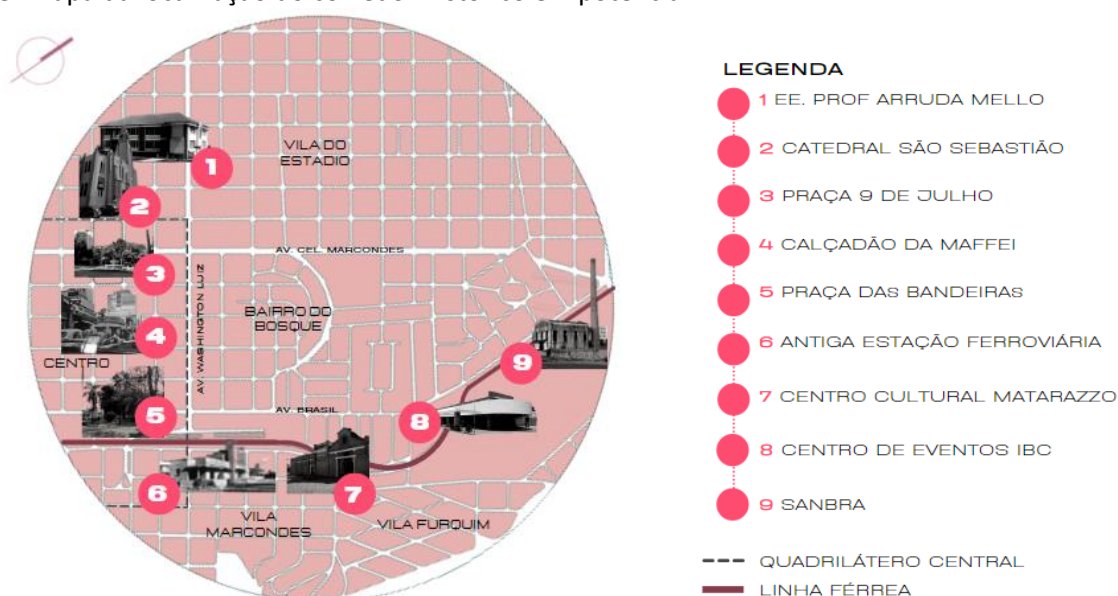 VILA DO
ESTADIO
1
2
AV. CEL. MARCONDES
3
AV. WASHINGTON LUIZ
BAIRRO DO
BOSQUE
4
CENTRO
9
5
AV. BRASIL
8
6
7
VILA
MARCONDES
VILA FURQUIM
LEGENDA
1 EE. PROF ARRUDA MELLO
2 CATEDRAL SÃO SEBASTIÃO
3 PRAÇA 9 DE JULHO
4 CALÇADÃO DA MAFFEI
5 PRAÇA DAS BANDEIRAS
6 ANTIGA ESTAÇÃO FERROVIÁRIA
7 CENTRO CULTURAL MATARAZZO
8 CENTRO DE EVENTOS IBC
9 SANBRA
QUADRILÁTERO CENTRAL
LINHA FÉRREA